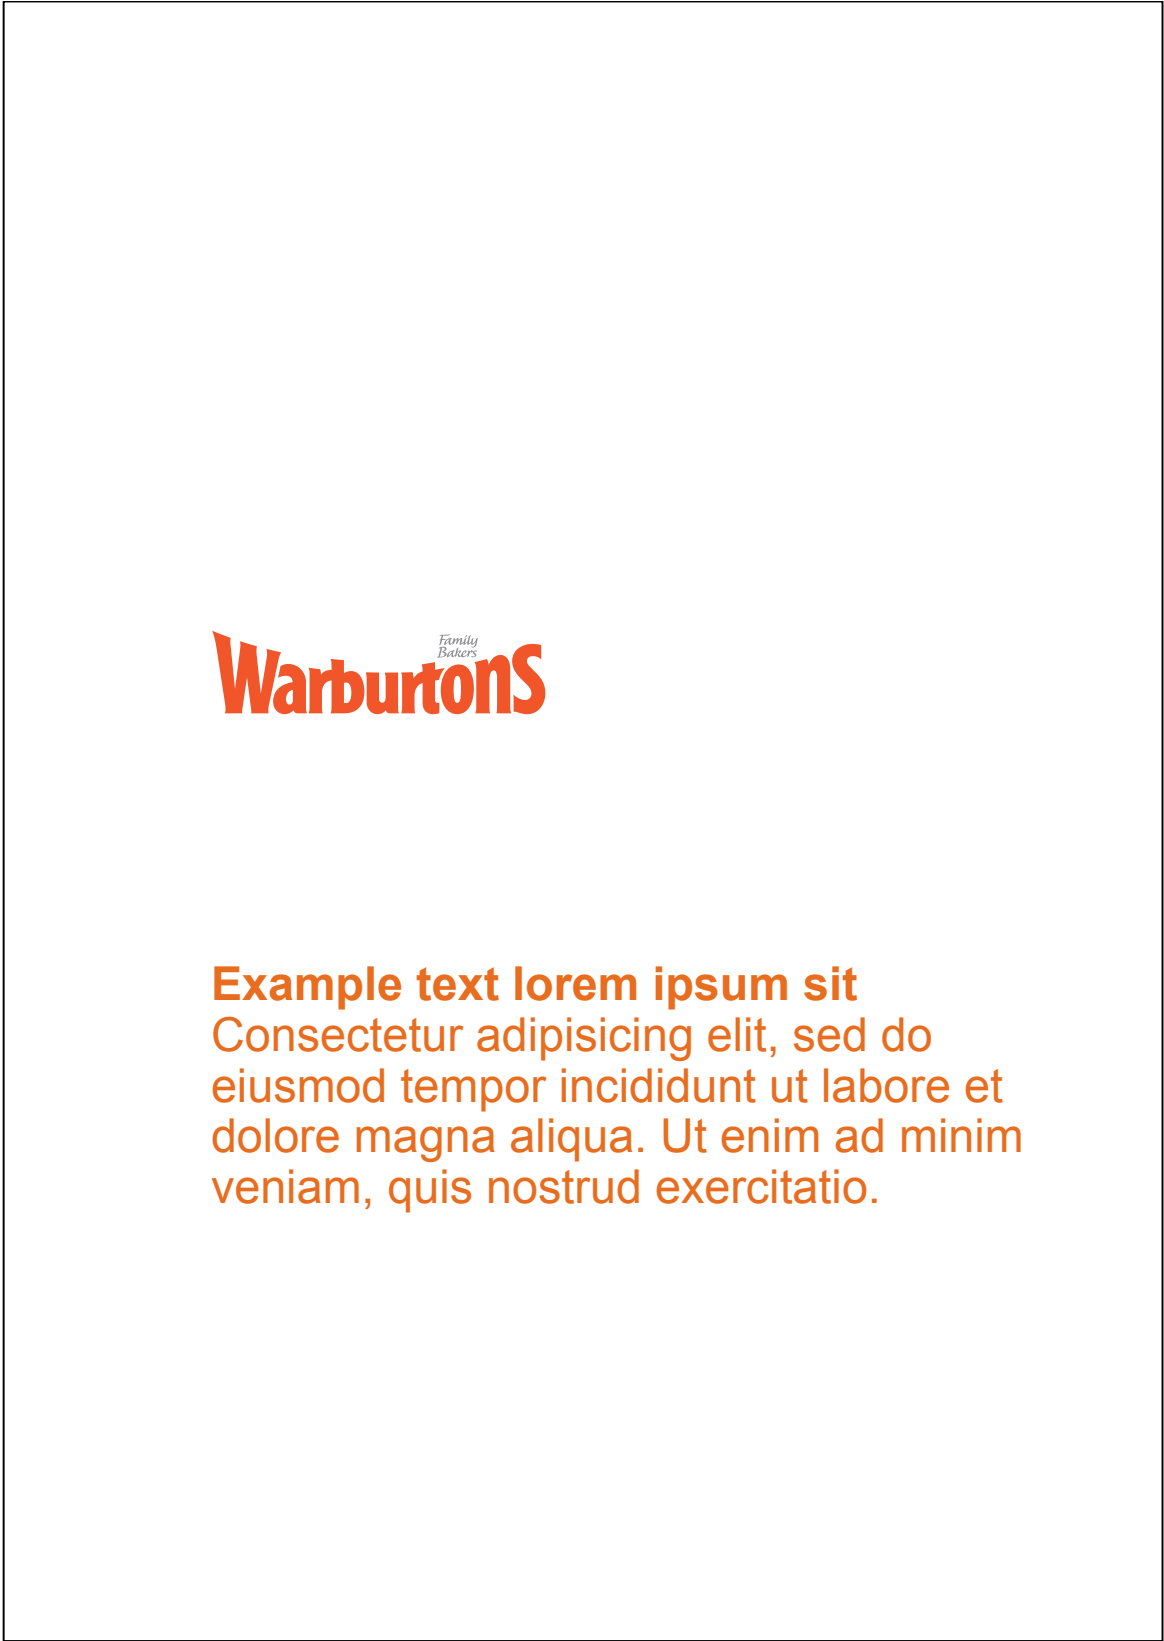 Family
Bakers
Warburtons
Example text lorem ipsum sit
Consectetur adipisicing elit, sed do
eiusmod tempor incididunt ut labore et
dolore magna aliqua. Ut enim ad minim
veniam, quis nostrud exercitatio.